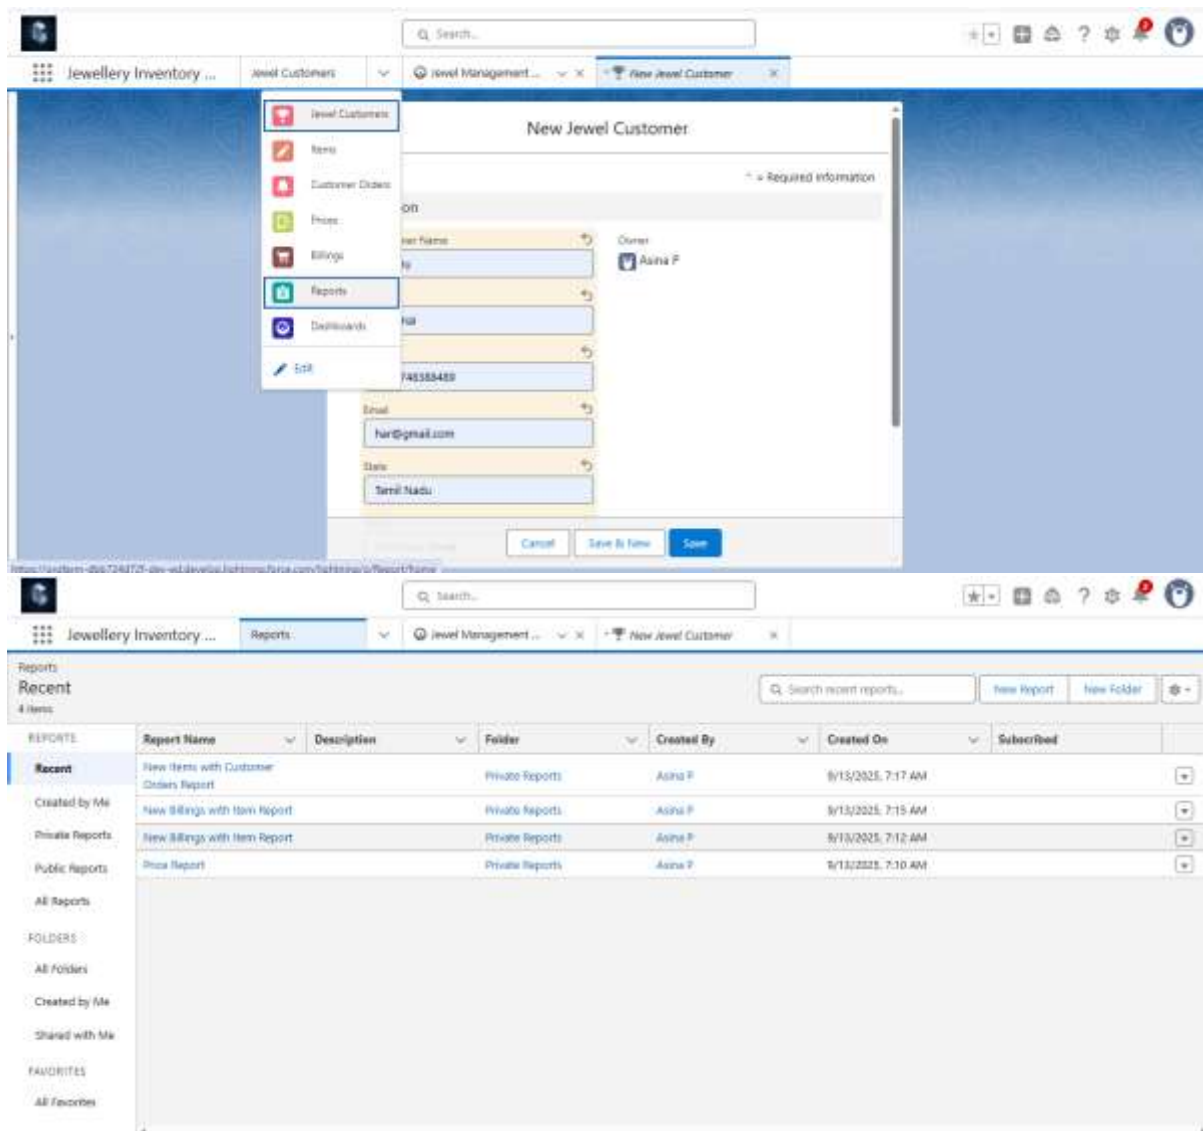 Search...
2
Jewellery Inventory ...
Jewel Customers
Jewel Management ...
* New Jewel Customer
Jewel Customers
Items
Customer Orders
Prices
Billings
Reports
Dashboards
Edit
New Jewel Customer
* = Required Information
Owner
Asina P
Email
har@gmail.com
State
Tamil Nadu
Cancel
Save & New
Save
Search...
2
Jewellery Inventory ...
Reports
Jewel Management ...
* New Jewel Customer
Reports
Recent
4 items
Search recent reports...
New Report
New Folder
REPORTS
Recent
Created by Me
Private Reports
Public Reports
All Reports
FOLDERS
All Folders
Created by Me
Shared with Me
FAVORITES
All Favorites
Report Name Description Folder Created By Created On Subscribed
New Items with Customer
Orders Report Private Reports Asina P 9/13/2025, 7:17 AM
New Billings with Item Report Private Reports Asina P 9/13/2025, 7:15 AM
New Billings with Item Report Private Reports Asina P 9/13/2025, 7:12 AM
Price Report Private Reports Asina P 9/13/2025, 7:10 AM